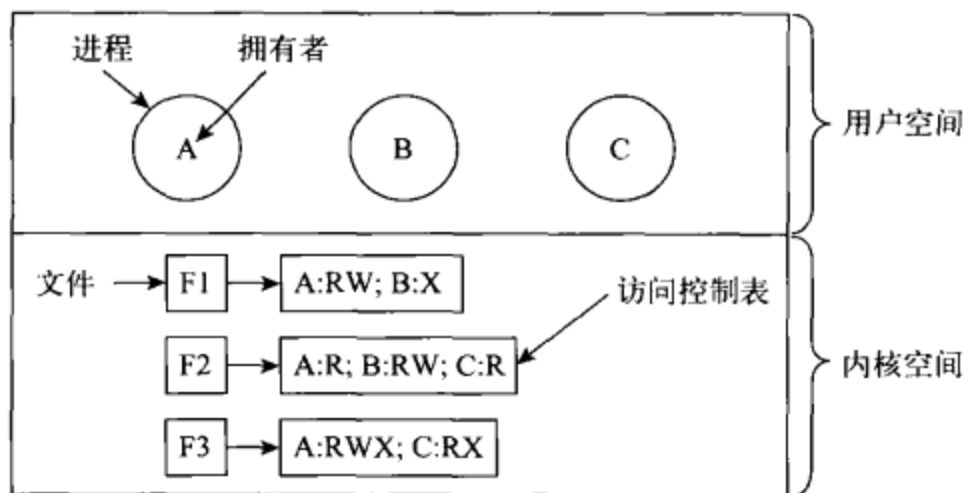 进程 拥有者
A B C
用户空间
文件 F1 A:RW; B:X
访问控制表
F2 A:R; B:RW; C:R
内核空间
F3 A:RWX; C:RX